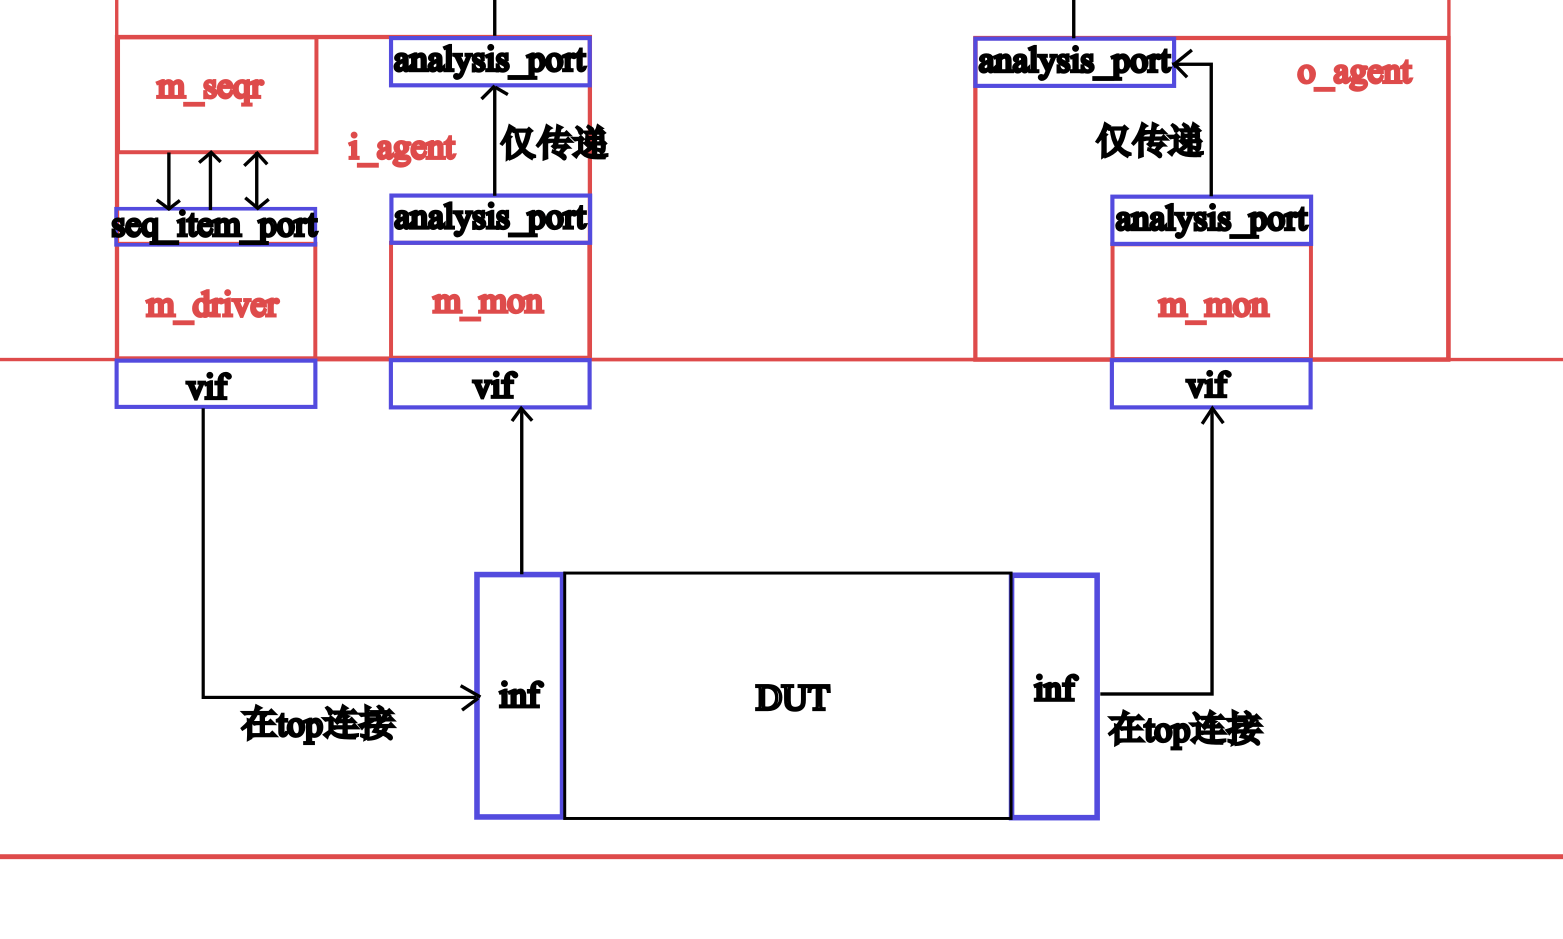 analysis_port
analysis_port
m_seqr
o_agent
i_agent
仅传递
仅传递
seq_item_port
analysis_port
analysis_port
m_driver
m_mon
m_mon
vif
vif
vif
inf
DUT
inf
在top连接
在top连接